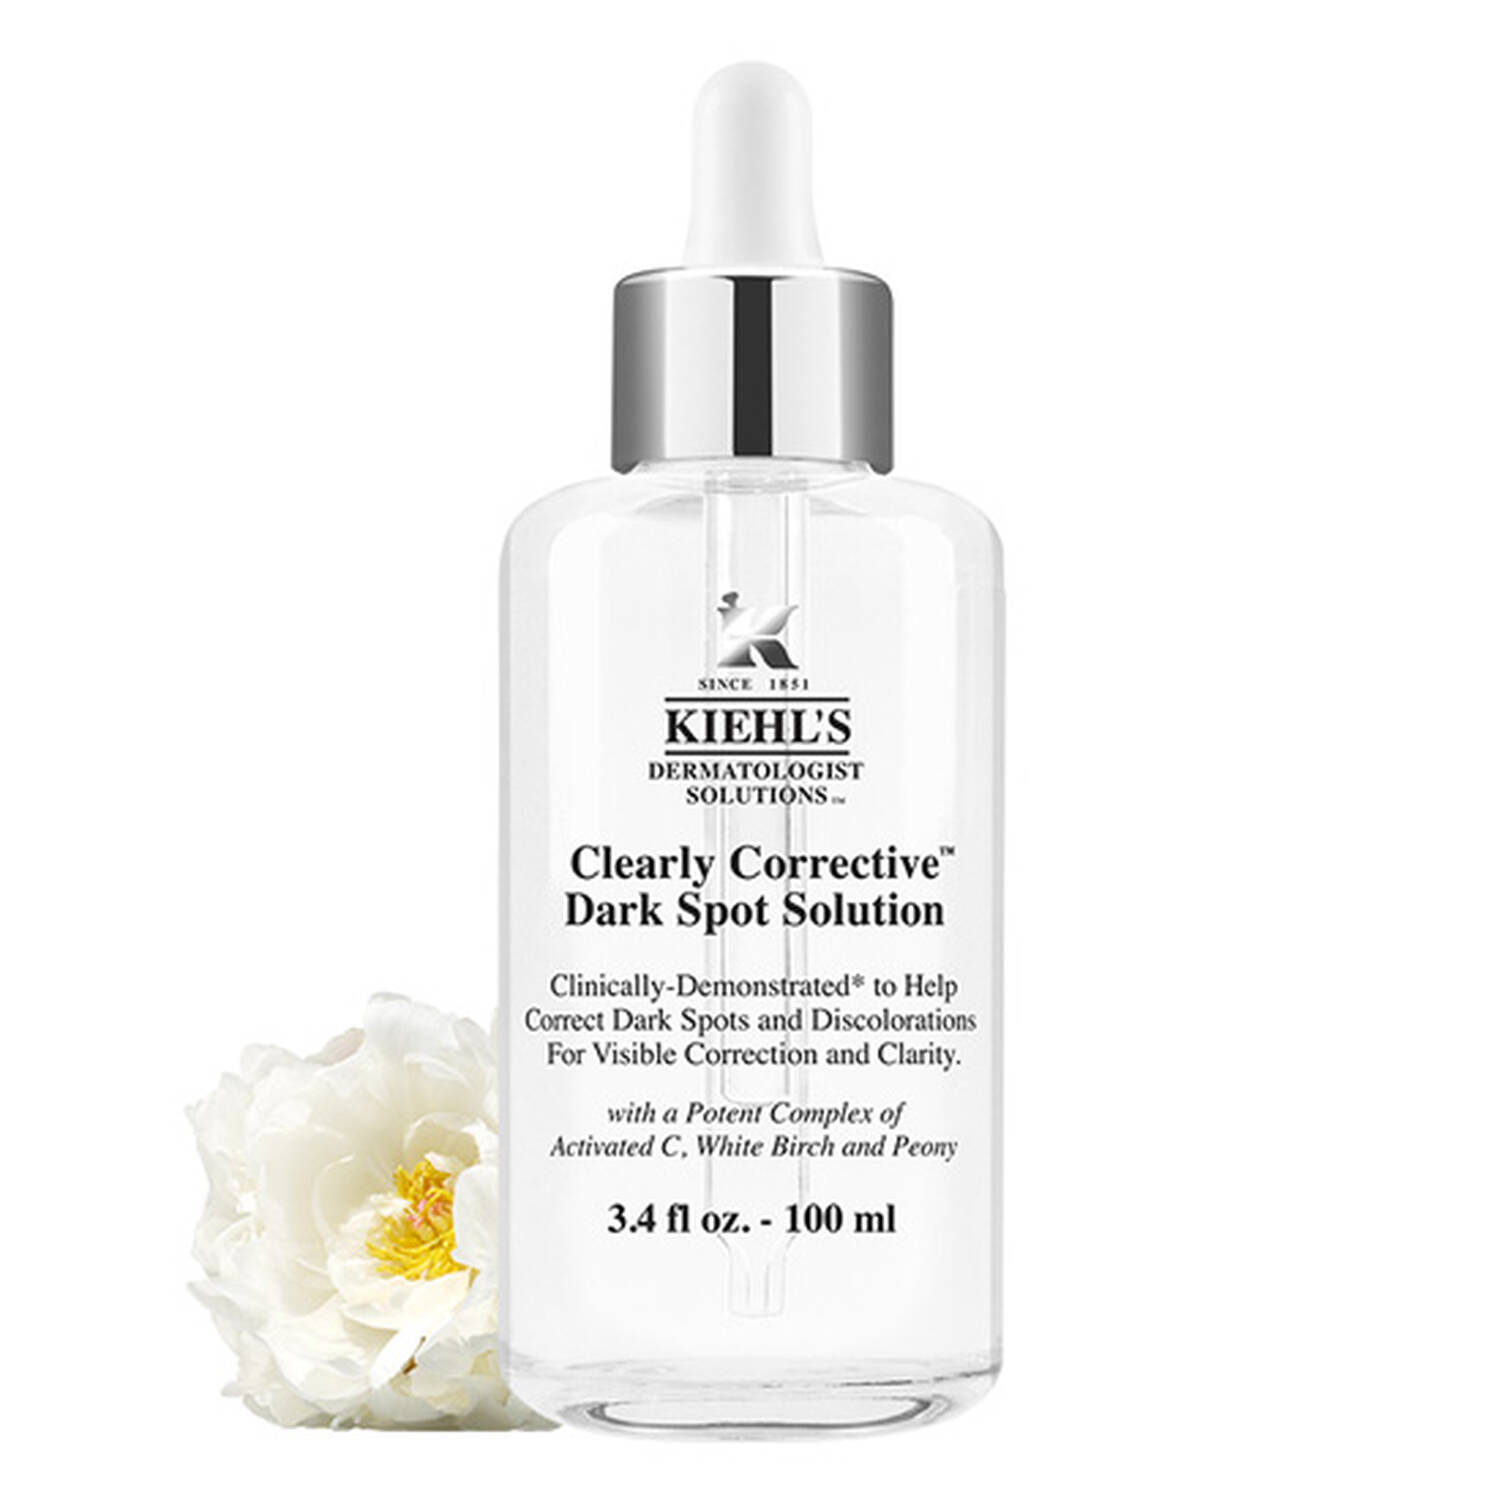 SINCE 1851
KIEHL'S
DERMATOLOGIST
SOLUTIONS™
Clearly Corrective™
Dark Spot Solution
Clinically-Demonstrated* to Help
Correct Dark Spots and Discolorations
For Visible Correction and Clarity.
with a Potent Complex of
Activated C, White Birch and Peony
3.4 fl oz. - 100 ml